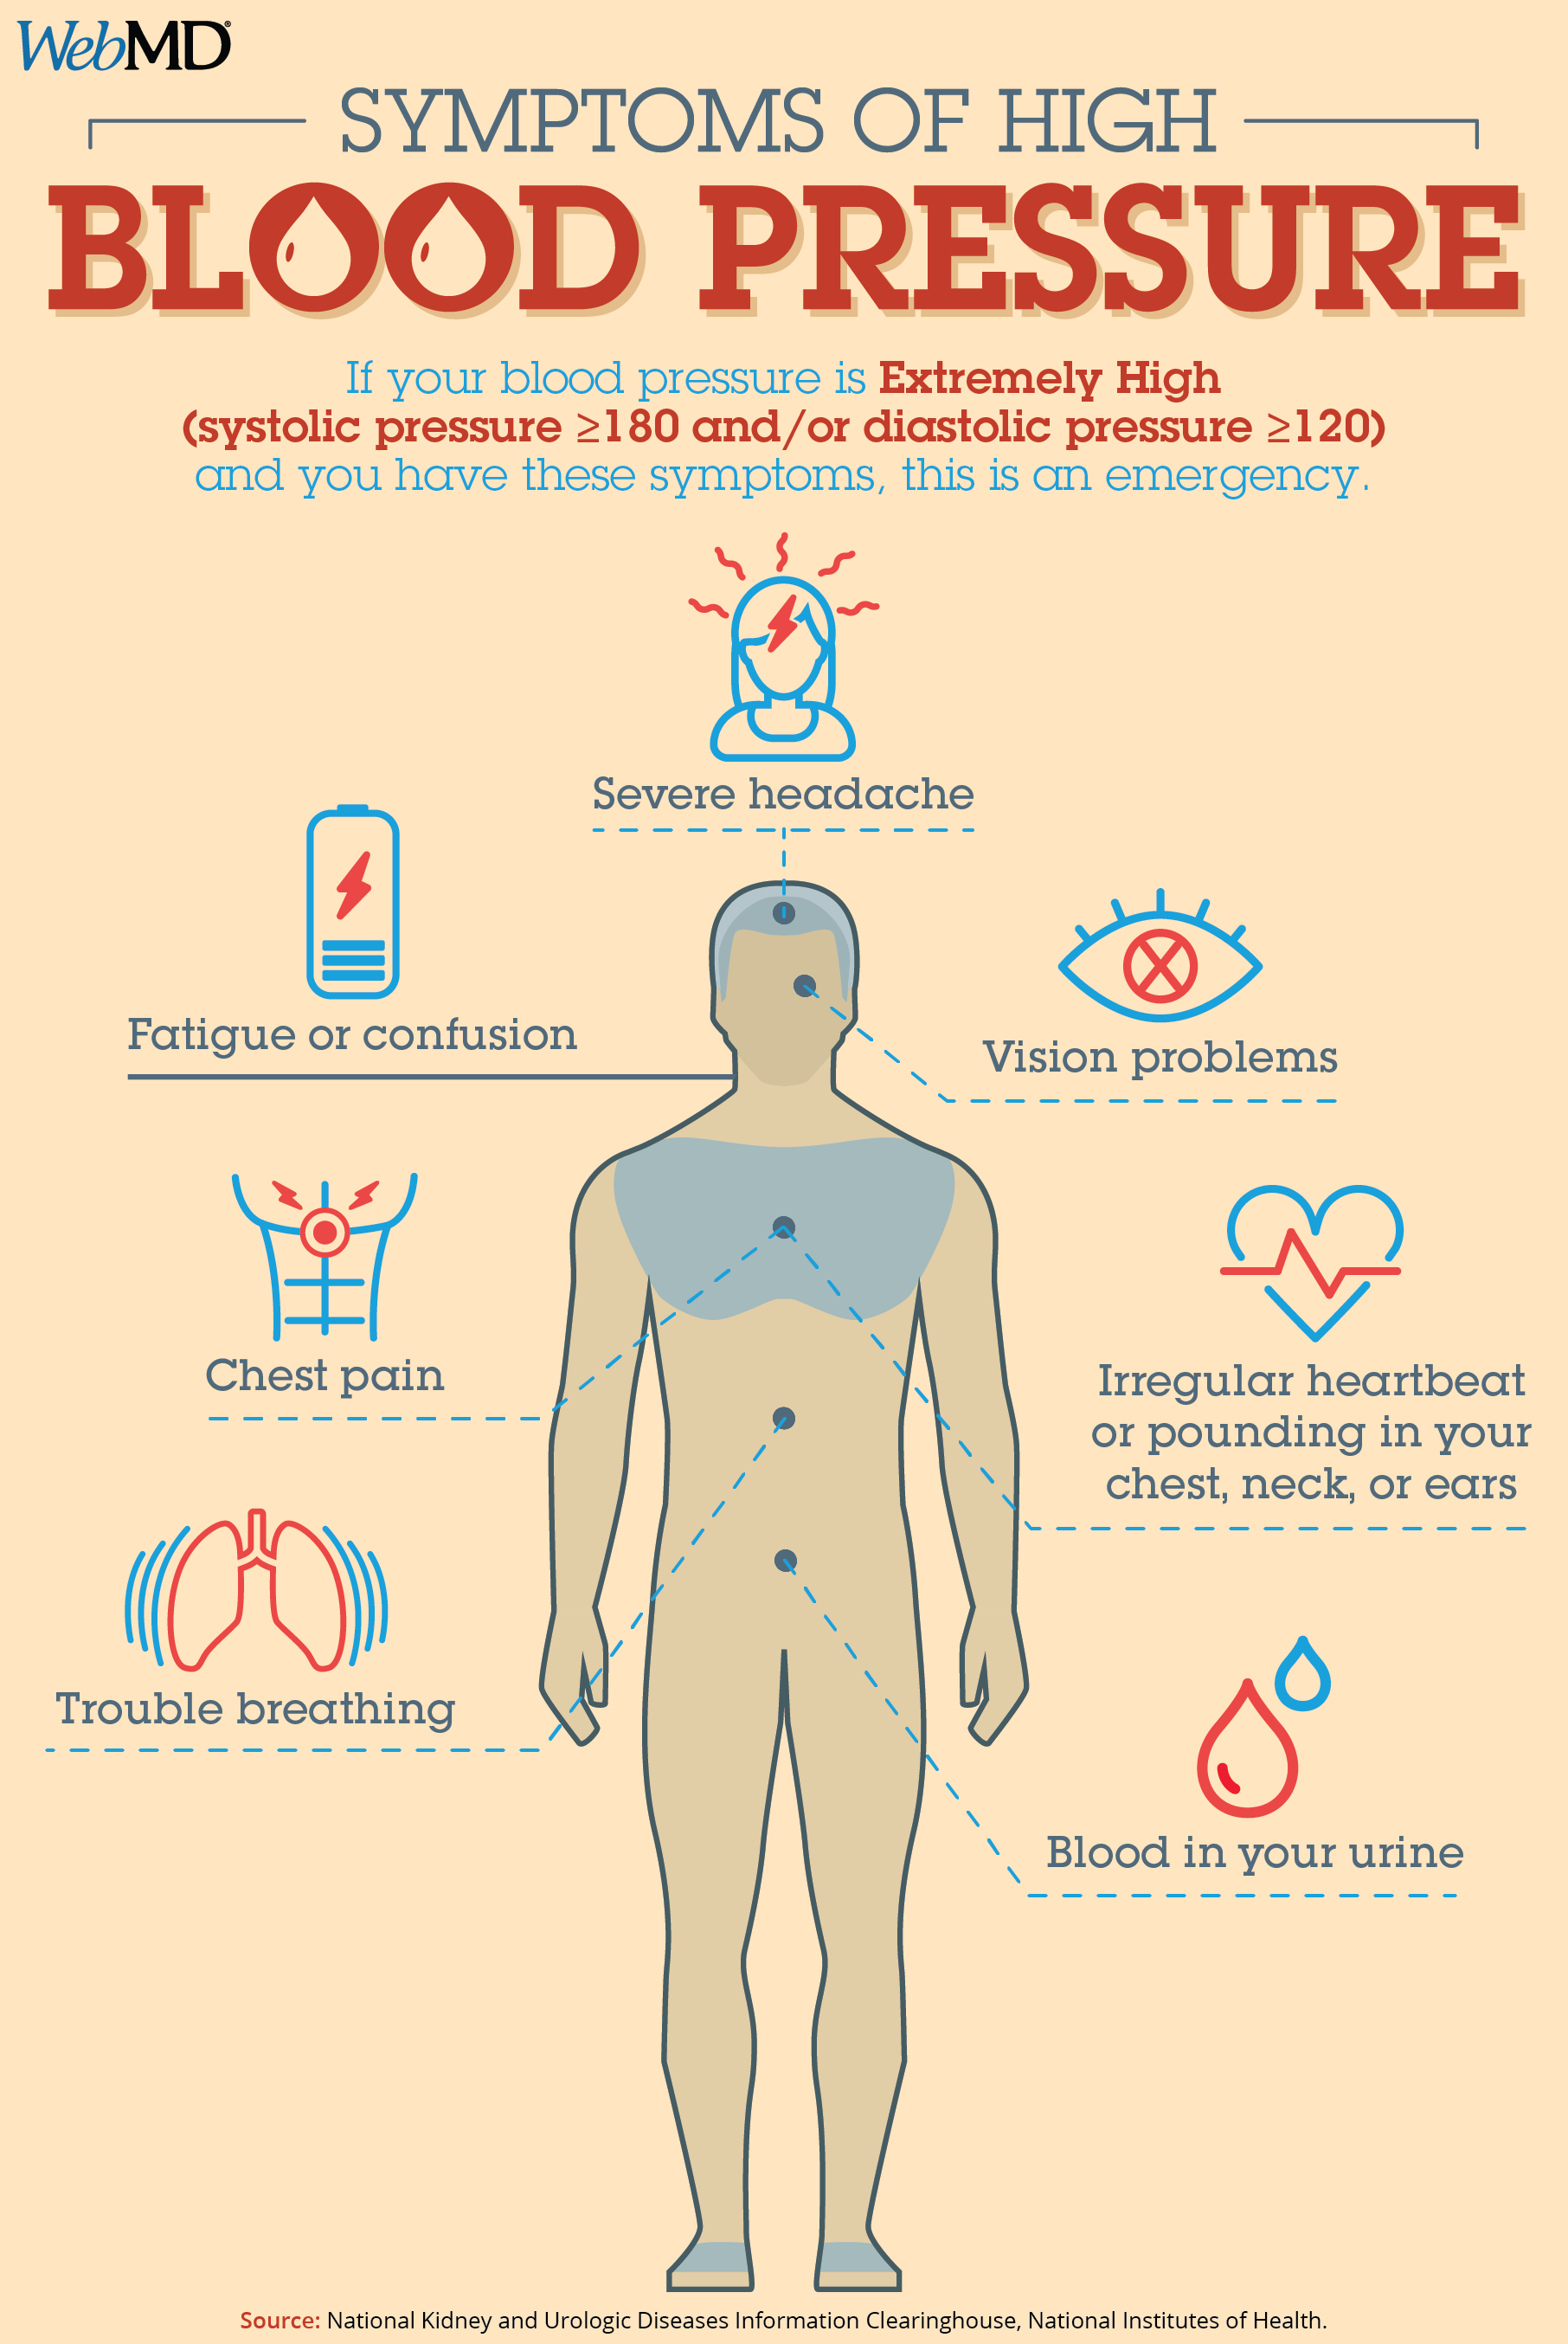 WebMD®
SYMPTOMS OF HIGH
BLOOD PRESSURE
If your blood pressure is Extremely High
(systolic pressure ≥180 and/or diastolic pressure ≥120)
and you have these symptoms, this is an emergency.
Severe headache
Fatigue or confusion
Vision problems
Chest pain
Irregular heartbeat
or pounding in your
chest, neck, or ears
Trouble breathing
Blood in your urine
Source: National Kidney and Urologic Diseases Information Clearinghouse, National Institutes of Health.